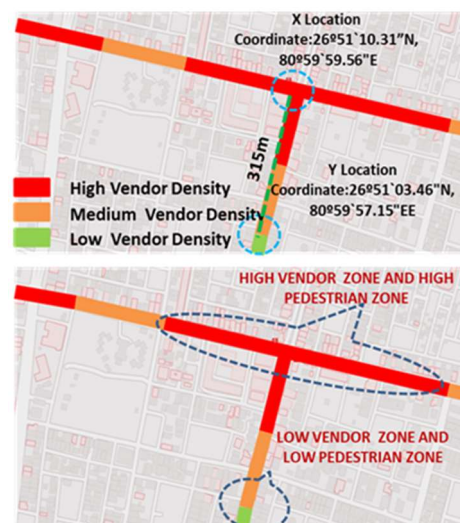 X Location
Coordinate:26º51`10.31”N,
80º59`59.56"E
315m
Y Location
Coordinate:26º51`03.46"N,
80º59`57.15"EE
High Vendor Density
Medium Vendor Density
Low Vendor Density
HIGH VENDOR ZONE AND HIGH
PEDESTRIAN ZONE
LOW VENDOR ZONE AND
LOW PEDESTRIAN ZONE